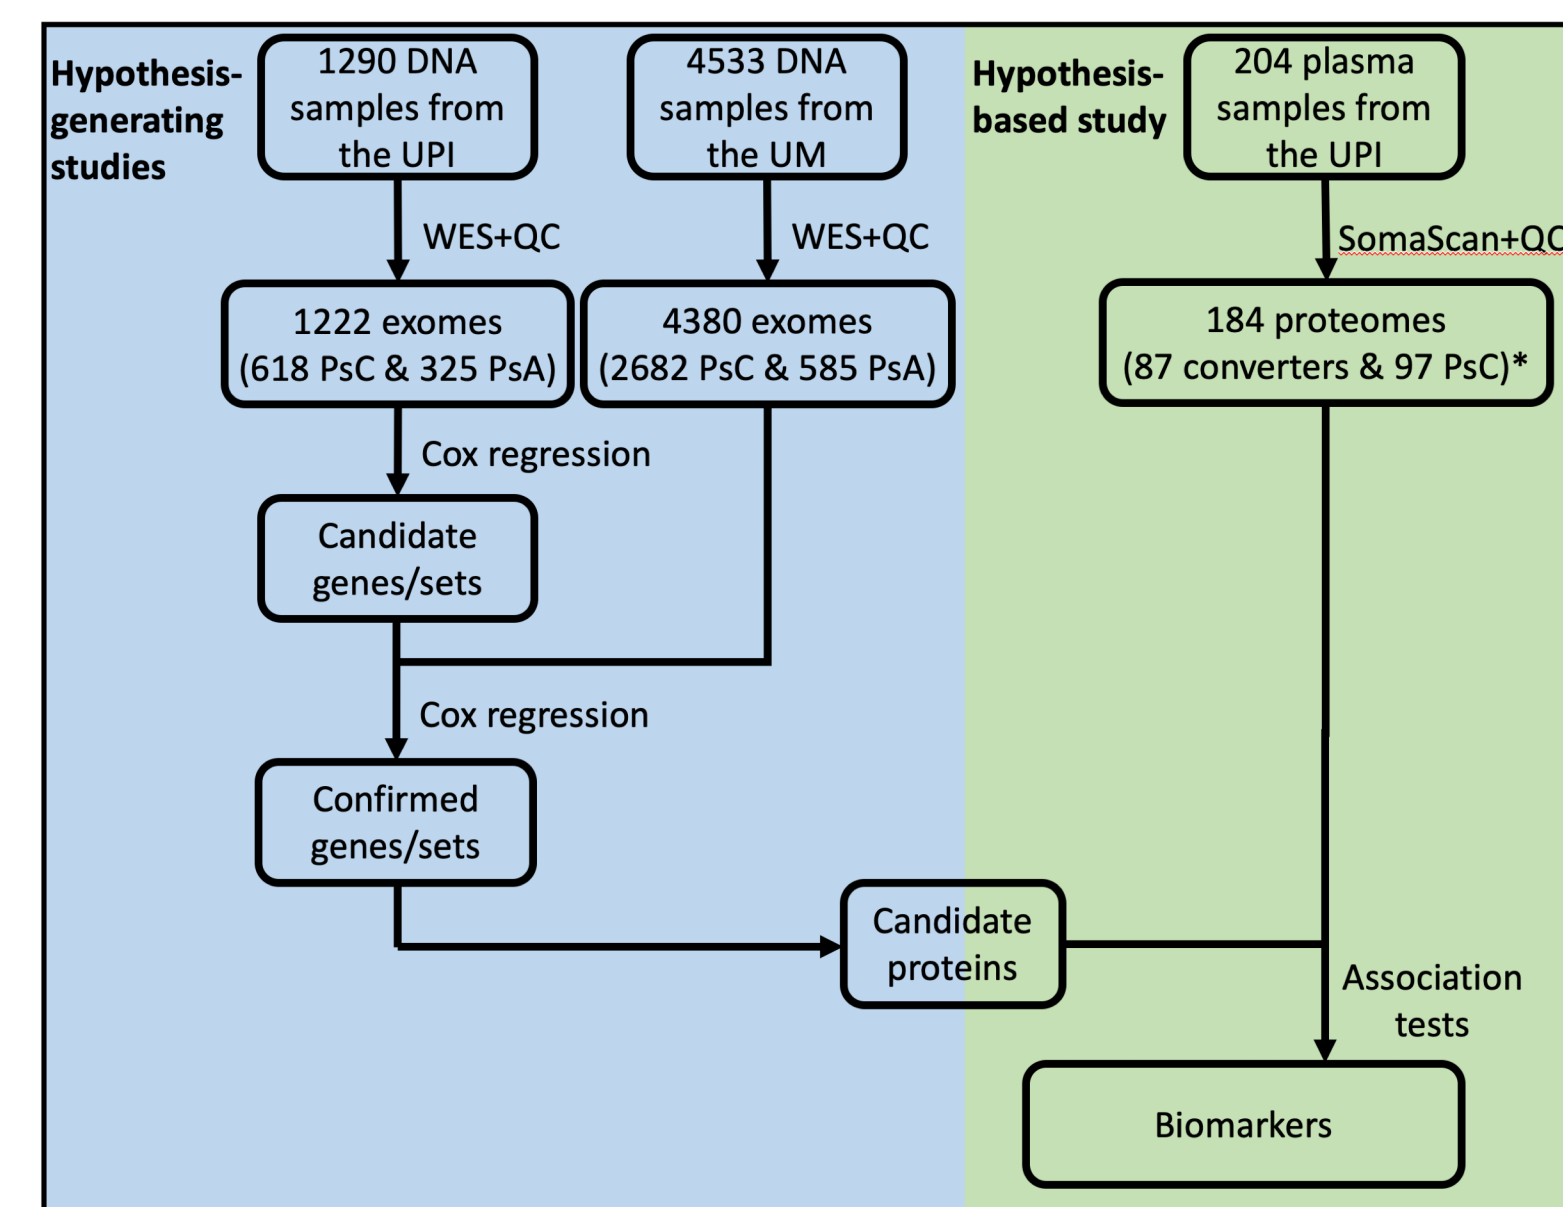 Hypothesis-
generating
studies
1290 DNA
samples from
the UPI
4533 DNA
samples from
the UM
Hypothesis-
based study
204 plasma
samples from
the UPI
WES+QC
WES+QC
SomaScan+QC
1222 exomes
(618 PsC & 325 PsA)
4380 exomes
(2682 PsC & 585 PsA)
184 proteomes
(87 converters & 97 PsC)*
Cox regression
Candidate
genes/sets
Cox regression
Confirmed
genes/sets
Candidate
proteins
Association
tests
Biomarkers